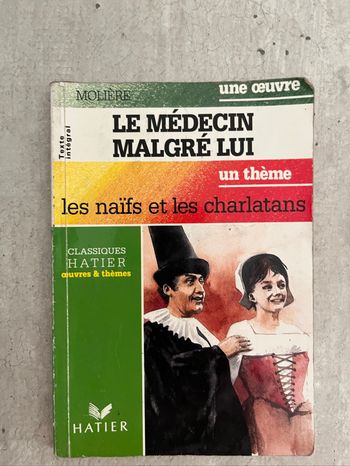 MOLIÈRE
une œuvre
Texte intégral
LE MÉDECIN
MALGRÉ LUI
un thème
les naïfs et les charlatans
CLASSIQUES
HATIER
œuvres & thèmes
HATIER